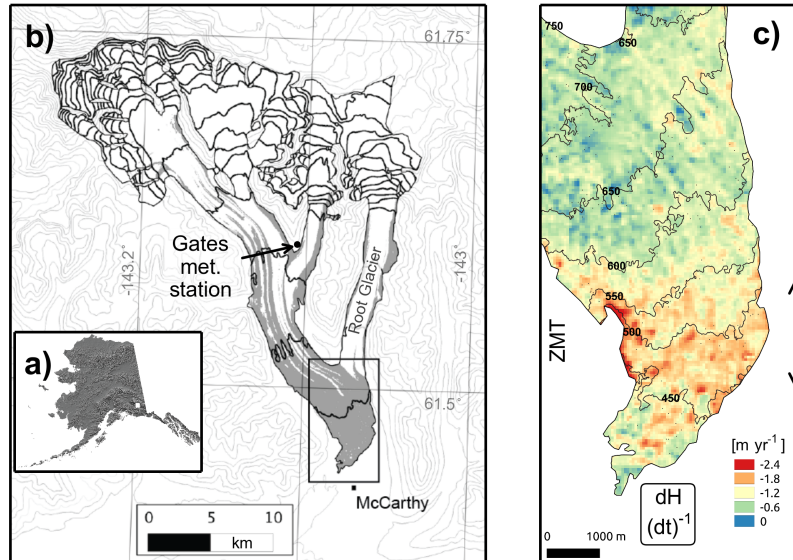 b)
61.75°
-143.2°
-143°
Gates
met.
station
Root Glacier
a)
61.5°
McCarthy
0 5 10
km
c)
750
650
700
650
600
550
500
450
ZMT
[m yr-1 ]
-2.4
-1.8
-1.2
-0.6
0
dH
(dt)-1
0 1000 m